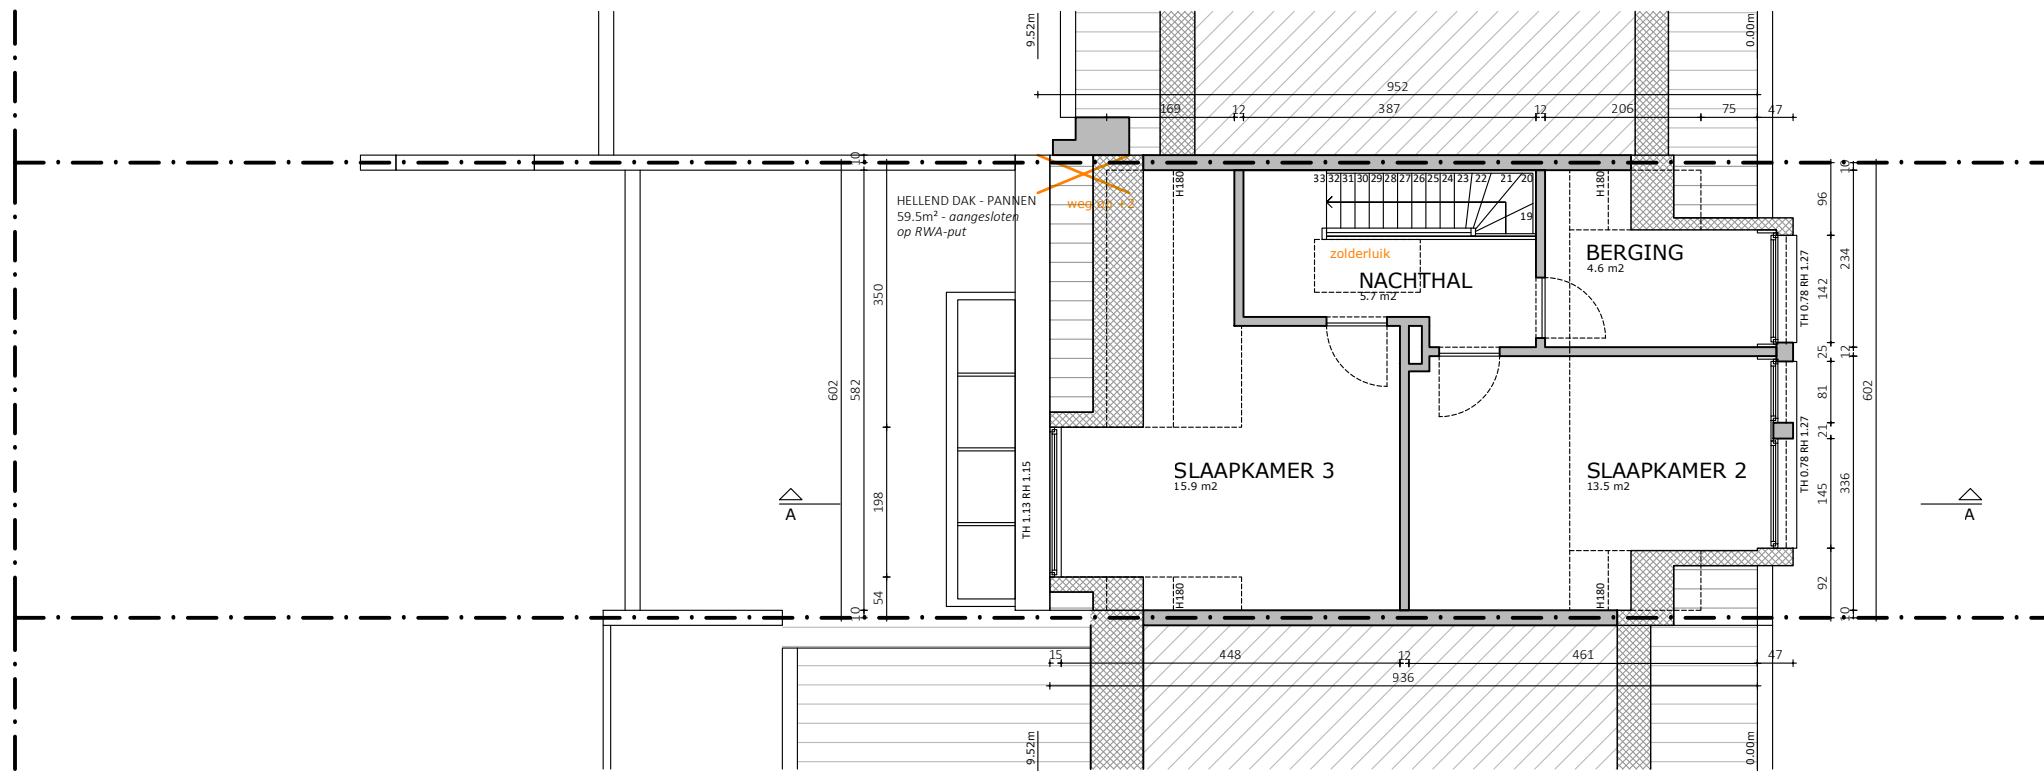 9.52m
0.00m
952
169
12
387
12
206
75
47
10
HELLEND DAK - PANNEN
59.5m² - aangesloten
op RWA-put
weg op +2
H180
33 32 31 30 29 28 27 26 25 24 23 22 21 20
19
H180
zolderluik
NACHTHAL
5.7 m2
BERGING
4.6 m2
TH 0.78 RH 1.27
10
96
234
142
25
12
81
21
602
TH 0.78 RH 1.27
145
336
92
10
350
602
582
198
54
10
TH 1.13 RH 1.15
SLAAPKAMER 3
15.9 m2
SLAAPKAMER 2
13.5 m2
A
A
H180
H180
15
448
12
461
47
936
9.52m
0.00m